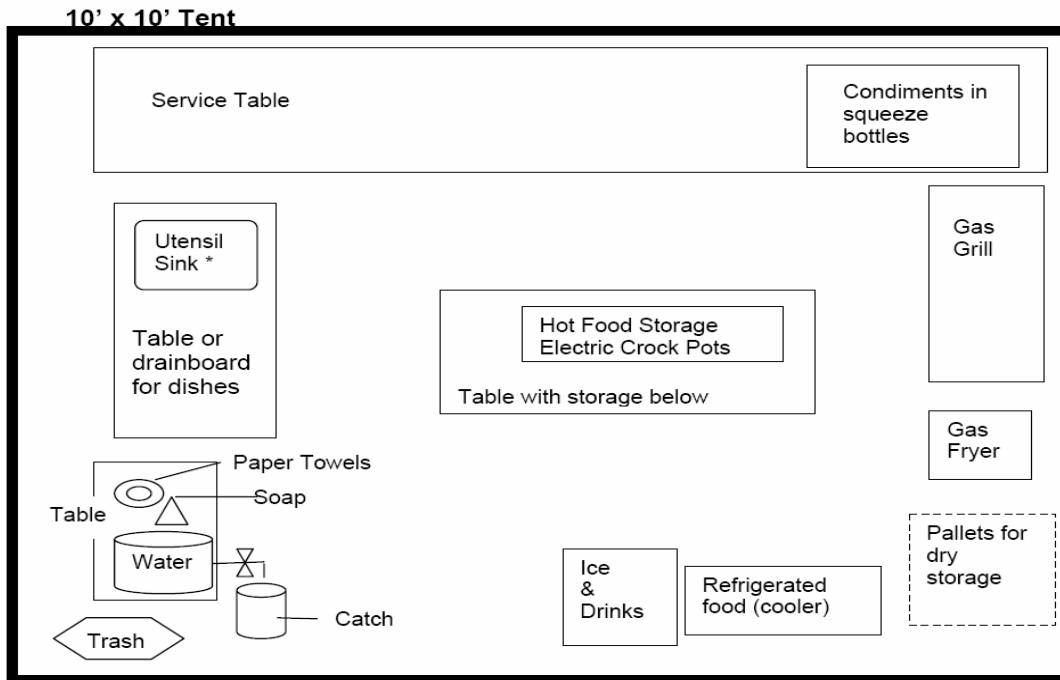 10’ x 10’ Tent
Service Table
Condiments in
squeeze
bottles
Utensil
Sink *
Table or
drainboard
for dishes
Hot Food Storage
Electric Crock Pots
Table with storage below
Gas
Grill
Gas
Fryer
Paper Towels
Soap
Table
Water
Catch
Trash
Ice
&
Drinks
Refrigerated
food (cooler)
Pallets for
dry
storage